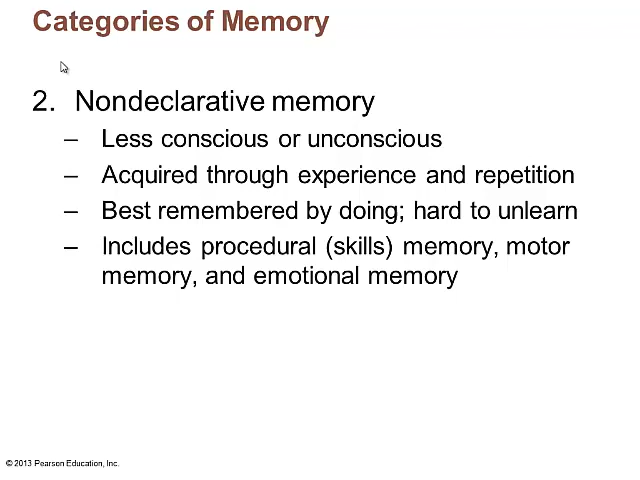 Categories of Memory
2. Nondeclarative memory
– Less conscious or unconscious
– Acquired through experience and repetition
– Best remembered by doing; hard to unlearn
– Includes procedural (skills) memory, motor
memory, and emotional memory
© 2013 Pearson Education, Inc.